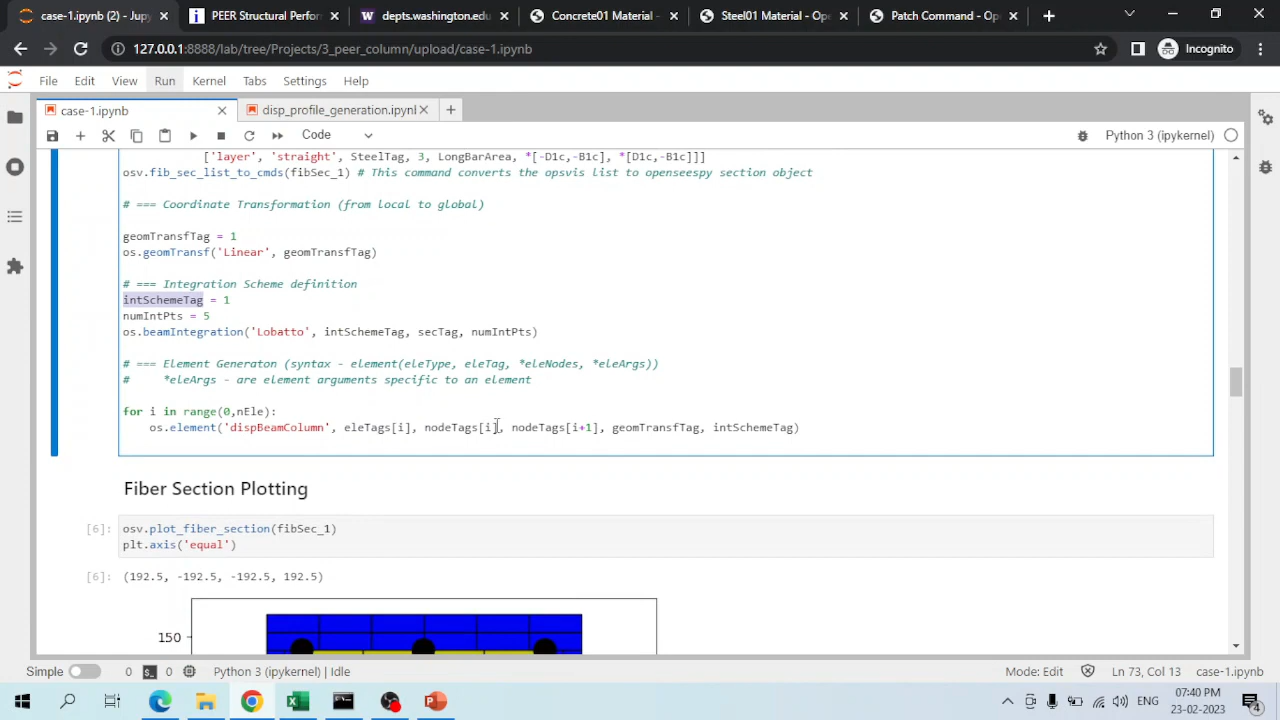 case-1 (1) - Jup
PEER Structural Perfor
depts.washington.edu
Concrete01 Material -
Steel01 Material - Ope
Patch Command - Op
127.0.0.1:8888/lab/tree/Projects/3_peer_column/upload/case-1.ipynb
Incognito
File Edit View Run Kernel Tabs Settings Help
case-1.ipynb
disp_profile_generation.ipynl
Code
Python 3 (ipykernel)
['layer', 'straight', SteelTag, 3, LongBarArea, *[-D1c,-B1c], *[D1c,-B1c]]]
osv.fib_sec_list_to_cmds(fibSec_1) # This command converts the opsvis list to openseespy section object
# === Coordinate Transformation (from local to global)
geomTransfTag = 1
os.geomTransf('Linear', geomTransfTag)
# === Integration Scheme definition
intSchemeTag = 1
numIntPts = 5
os.beamIntegration('Lobatto', intSchemeTag, secTag, numIntPts)
# === Element Generaton (syntax - element(eleType, eleTag, *eleNodes, *eleArgs))
# *eleArgs - are element arguments specific to an element
for i in range(0,nEle):
os.element('dispBeamColumn', eleTags[i], nodeTags[i], nodeTags[i+1], geomTransfTag, intSchemeTag)
Fiber Section Plotting
[6]: osv.plot_fiber_section(fibSec_1)
plt.axis('equal')
[6]: (192.5, -192.5, -192.5, 192.5)
150
Simple 0 0 Python 3 (ipykernel) | Idle Mode: Edit Ln 73, Col 13 case-1.ipynb
ENG
07:40 PM
23-02-2023
4